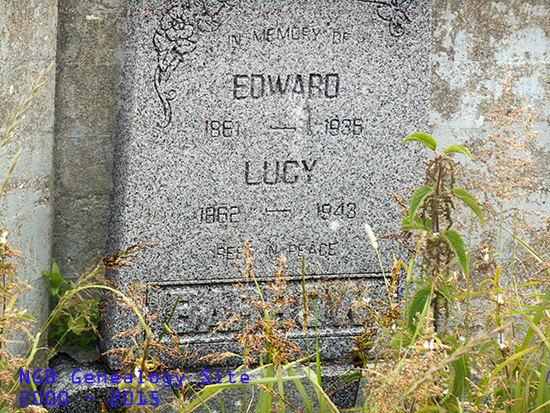 IN MEMORY OF
EDWARD
1861 — 1935
LUCY
1862 — 1943
REST IN PEACE
NGB Genealogy Site
2000 - 2015